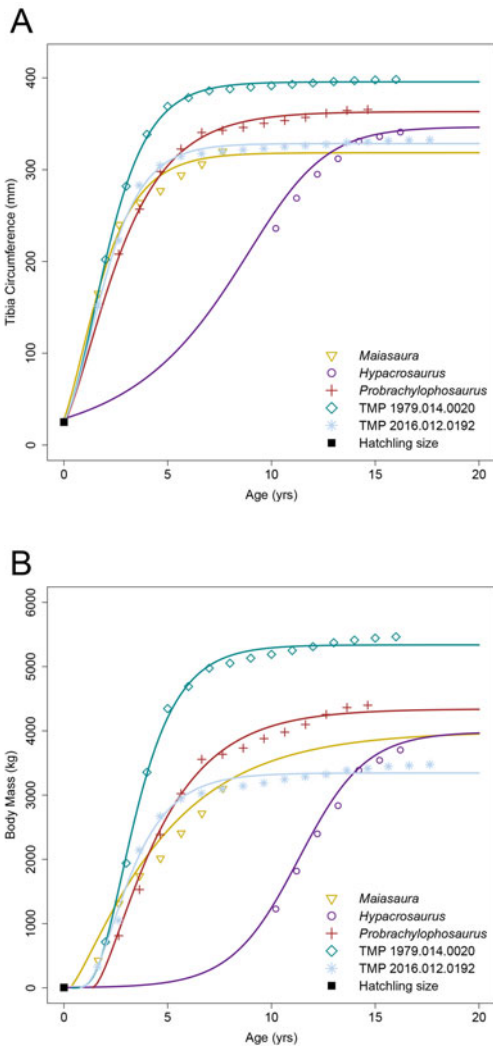 A
400
300
200
100
0
Tibia Circumference (mm)
Maiasaura
Hypacrosaurus
Probrachylophosaurus
TMP 1979.014.0020
TMP 2016.012.0192
Hatchling size
0 5 10 15 20
Age (yrs)
B
6000
5000
4000
3000
2000
1000
0
Body Mass (kg)
Maiasaura
Hypacrosaurus
Probrachylophosaurus
TMP 1979.014.0020
TMP 2016.012.0192
Hatchling size
0 5 10 15 20
Age (yrs)